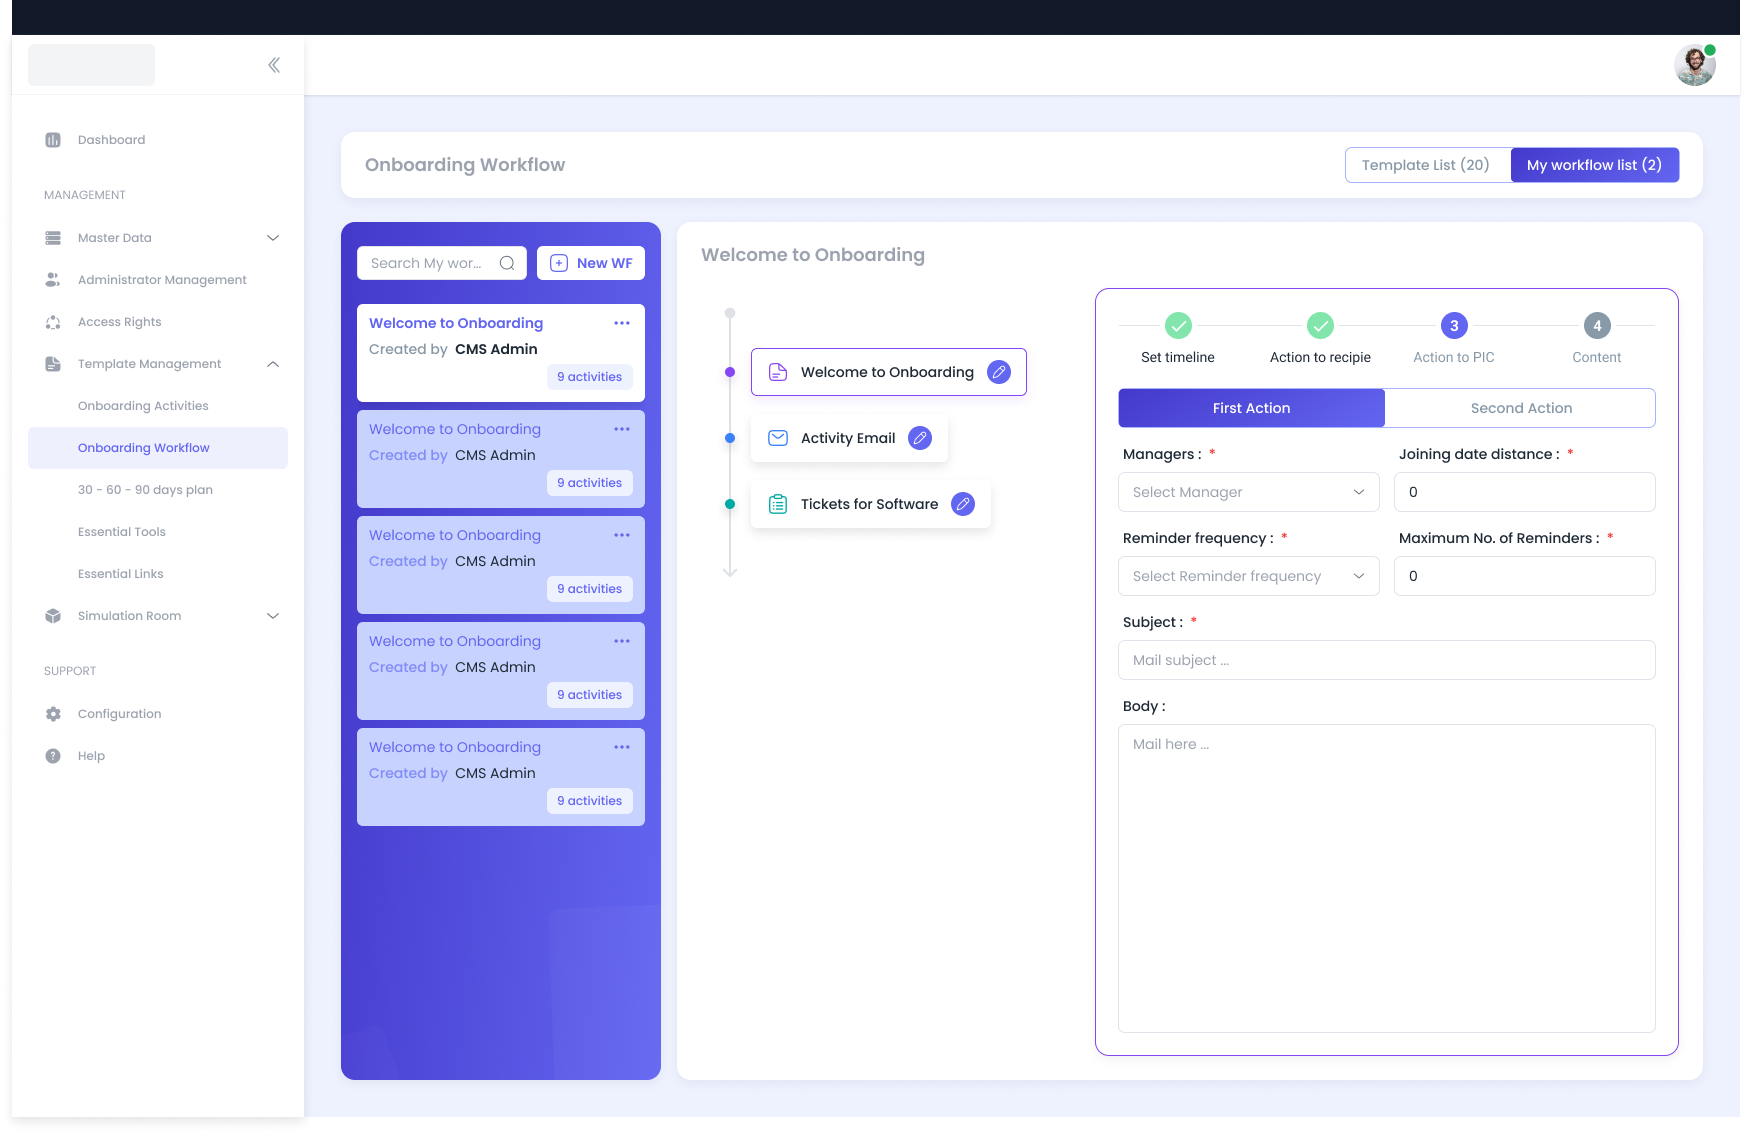 Dashboard
MANAGEMENT
Master Data
Administrator Management
Access Rights
Template Management
Onboarding Activities
Onboarding Workflow
30 - 60 - 90 days plan
Essential Tools
Essential Links
Simulation Room
SUPPORT
Configuration
Help
Onboarding Workflow
Template List (20)
My workflow list (2)
Search My wor...
New WF
Welcome to Onboarding
Created by CMS Admin
9 activities
Welcome to Onboarding
Created by CMS Admin
9 activities
Welcome to Onboarding
Created by CMS Admin
9 activities
Welcome to Onboarding
Created by CMS Admin
9 activities
Welcome to Onboarding
Created by CMS Admin
9 activities
Welcome to Onboarding
Welcome to Onboarding
Activity Email
Tickets for Software
3
4
Set timeline
Action to recipie
Action to PIC
Content
First Action
Second Action
Managers : *
Select Manager
Joining date distance : *
0
Reminder frequency : *
Select Reminder frequency
Maximum No. of Reminders : *
0
Subject : *
Mail subject ...
Body :
Mail here ...